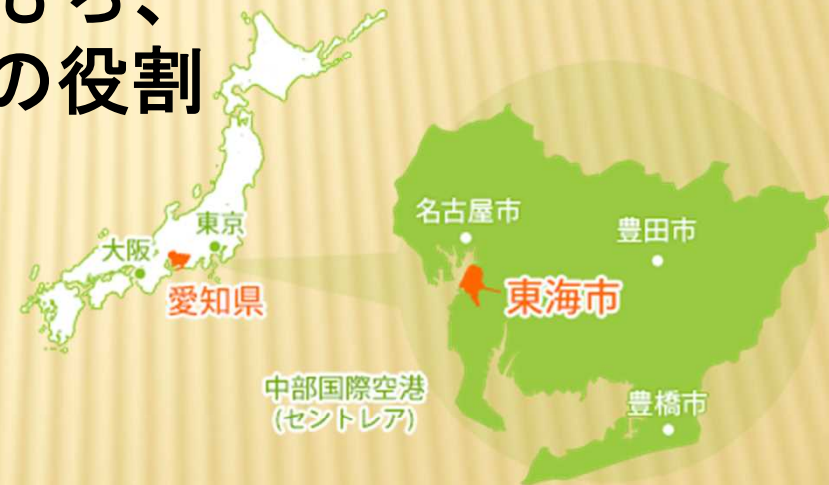 の役割
東京
大阪
愛知県
名古屋市
豊田市
東海市
中部国際空港
(セントレア)
豊橋市